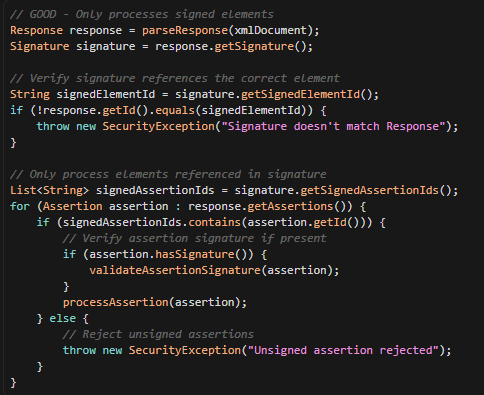 // GOOD - Only processes signed elements
Response response = parseResponse(xmlDocument);
Signature signature = response.getSignature();

// Verify signature references the correct element
String signedElementId = signature.getSignedElementId();
if (!response.getId().equals(signedElementId)) {
    throw new SecurityException("Signature doesn't match Response");
}

// Only process elements referenced in signature
List<String> signedAssertionIds = signature.getSignedAssertionIds();
for (Assertion assertion : response.getAssertions()) {
    if (signedAssertionIds.contains(assertion.getId())) {
        // Verify assertion signature if present
        if (assertion.hasSignature()) {
            validateAssertionSignature(assertion);
        }
        processAssertion(assertion);
    } else {
        // Reject unsigned assertions
        throw new SecurityException("Unsigned assertion rejected");
    }
}